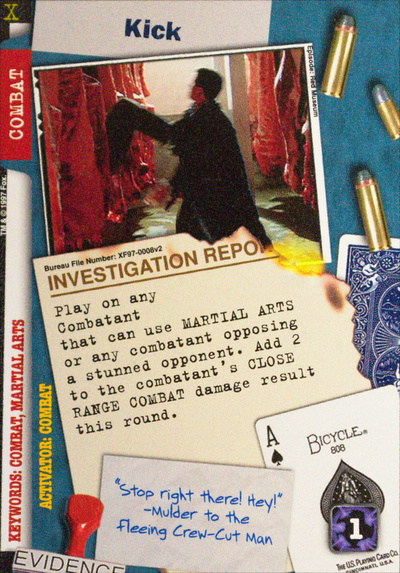 X
Kick
COMBAT
Episode: Red Museum
TM & © 1997 Fox.
Bureau File Number: XF97-0008v2
INVESTIGATION REPO
Play on any
Combatant
that can use MARTIAL ARTS
or any combatant opposing
a stunned opponent. Add 2
to the combatant's CLOSE
RANGE COMBAT damage result
this round.
KEYWORDS: COMBAT, MARTIAL ARTS
ACTIVATOR: COMBAT
"Stop right there! Hey!"
-Mulder to the
fleeing Crew-Cut Man
A
BICYCLE®
808
1
THE U.S. PLAYING CARD CO.
CINCINNATI, U.S.A.
EVIDENCE